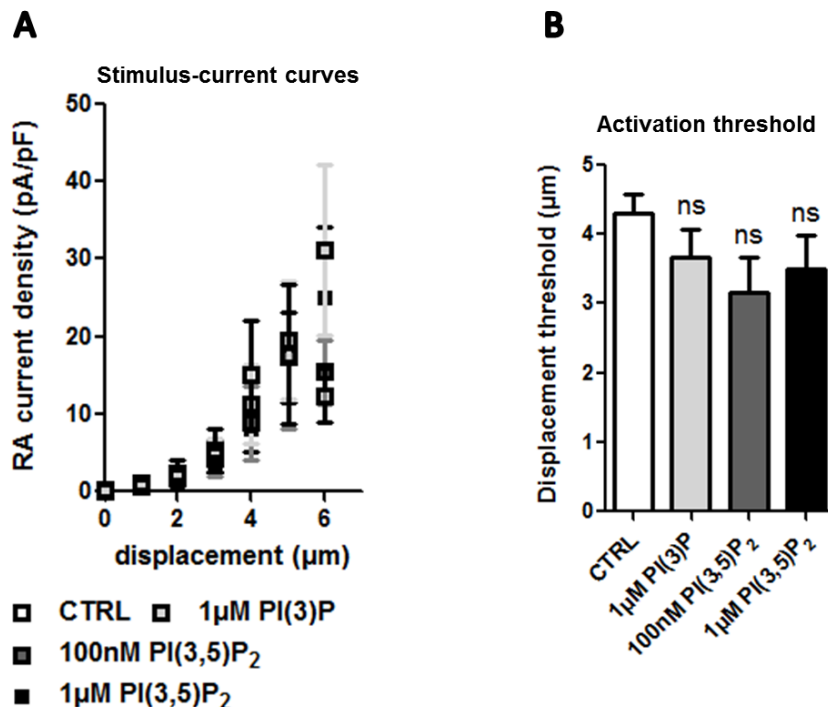 A
Stimulus-current curves
RA current density (pA/pF)
50
40
30
20
10
0
0 2 4 6
displacement (µm)
CTRL 1µM PI(3)P
100nM PI(3,5)P2
1µM PI(3,5)P2
B
Activation threshold
Displacement threshold (µm)
5
4
3
2
1
0
ns
ns
ns
CTRL
1µM PI(3)P
100nM PI(3,5)P2
1µM PI(3,5)P2